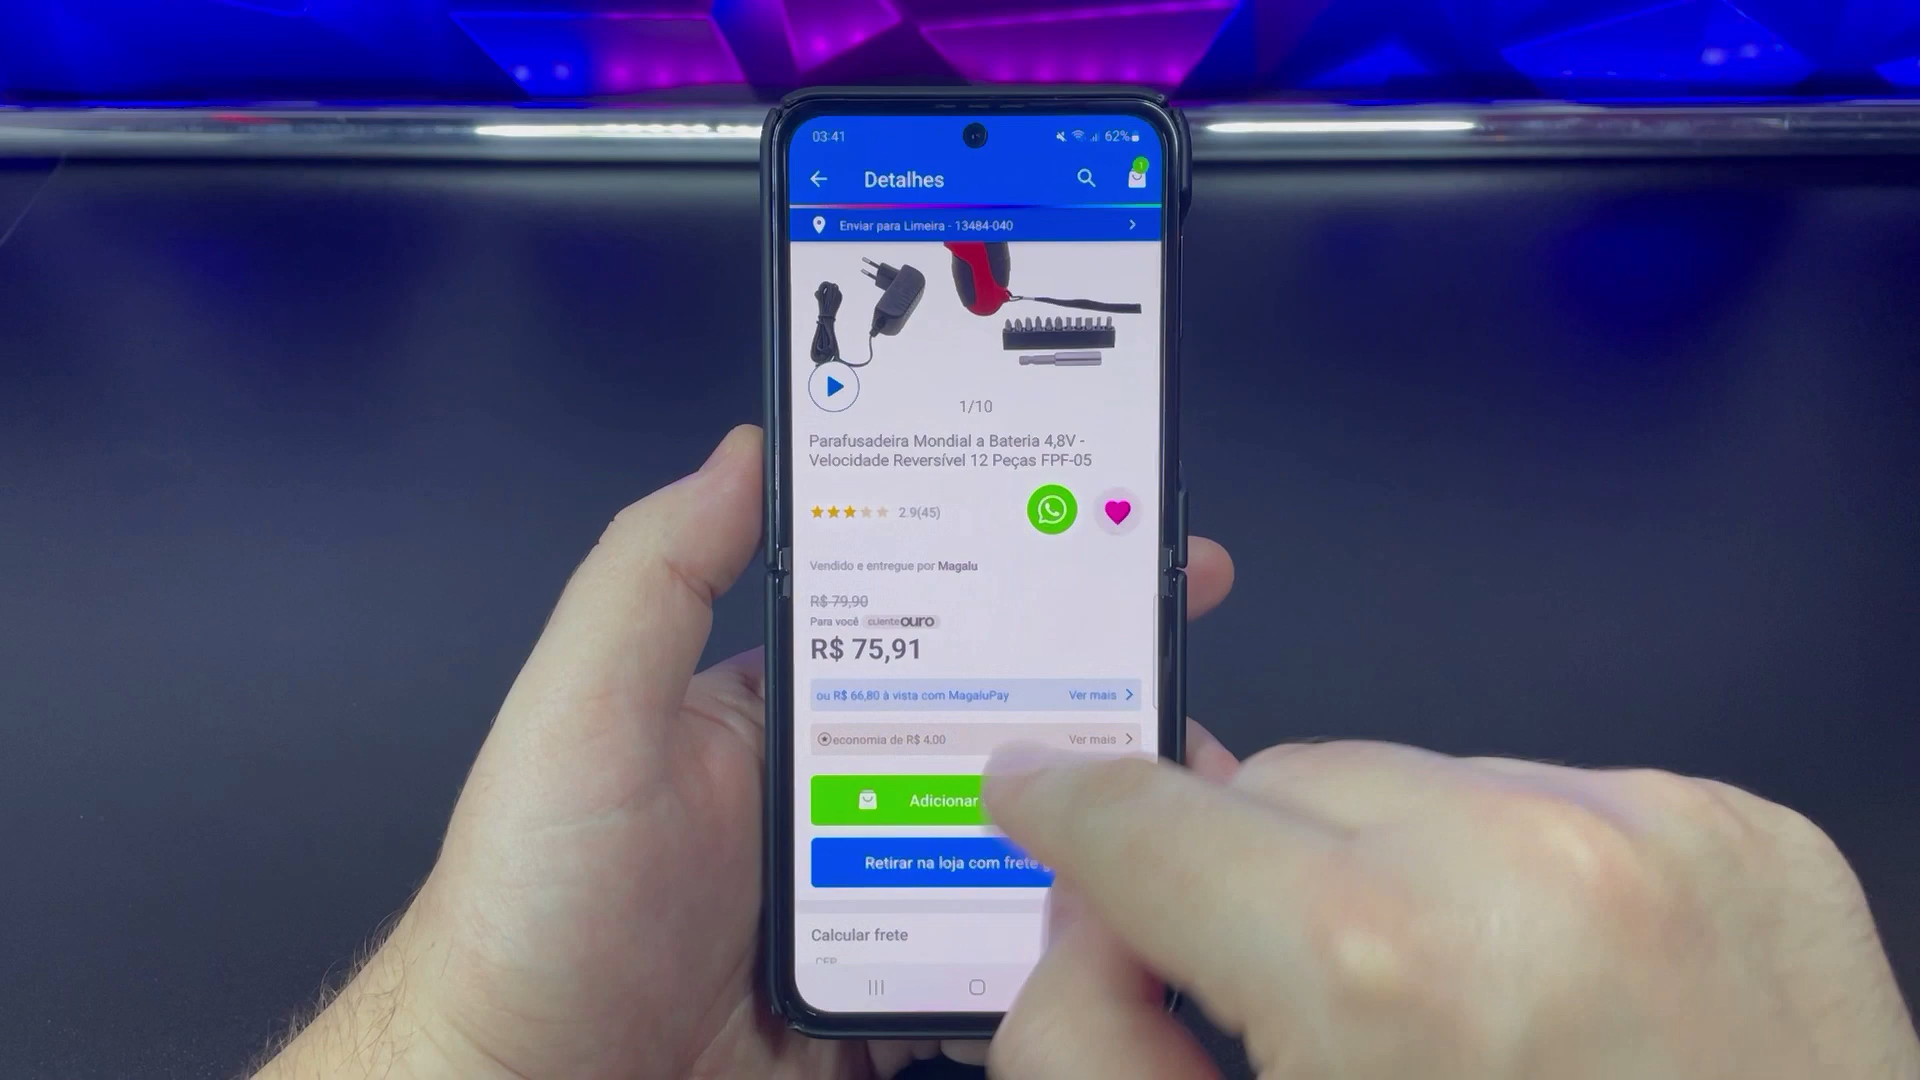 03:41
62%
1
Detalhes
Enviar para Limeira - 13484-040
1/10
Parafusadeira Mondial a Bateria 4,8V -
Velocidade Reversível 12 Peças FPF-05
2.9(45)
Vendido e entregue por Magalu
R$ 79,90
Para você clienteouro
R$ 75,91
ou R$ 66,80 à vista com MagaluPay Ver mais
economia de R$ 4.00 Ver mais
Adicionar
Retirar na loja com frete
Calcular frete
CEP